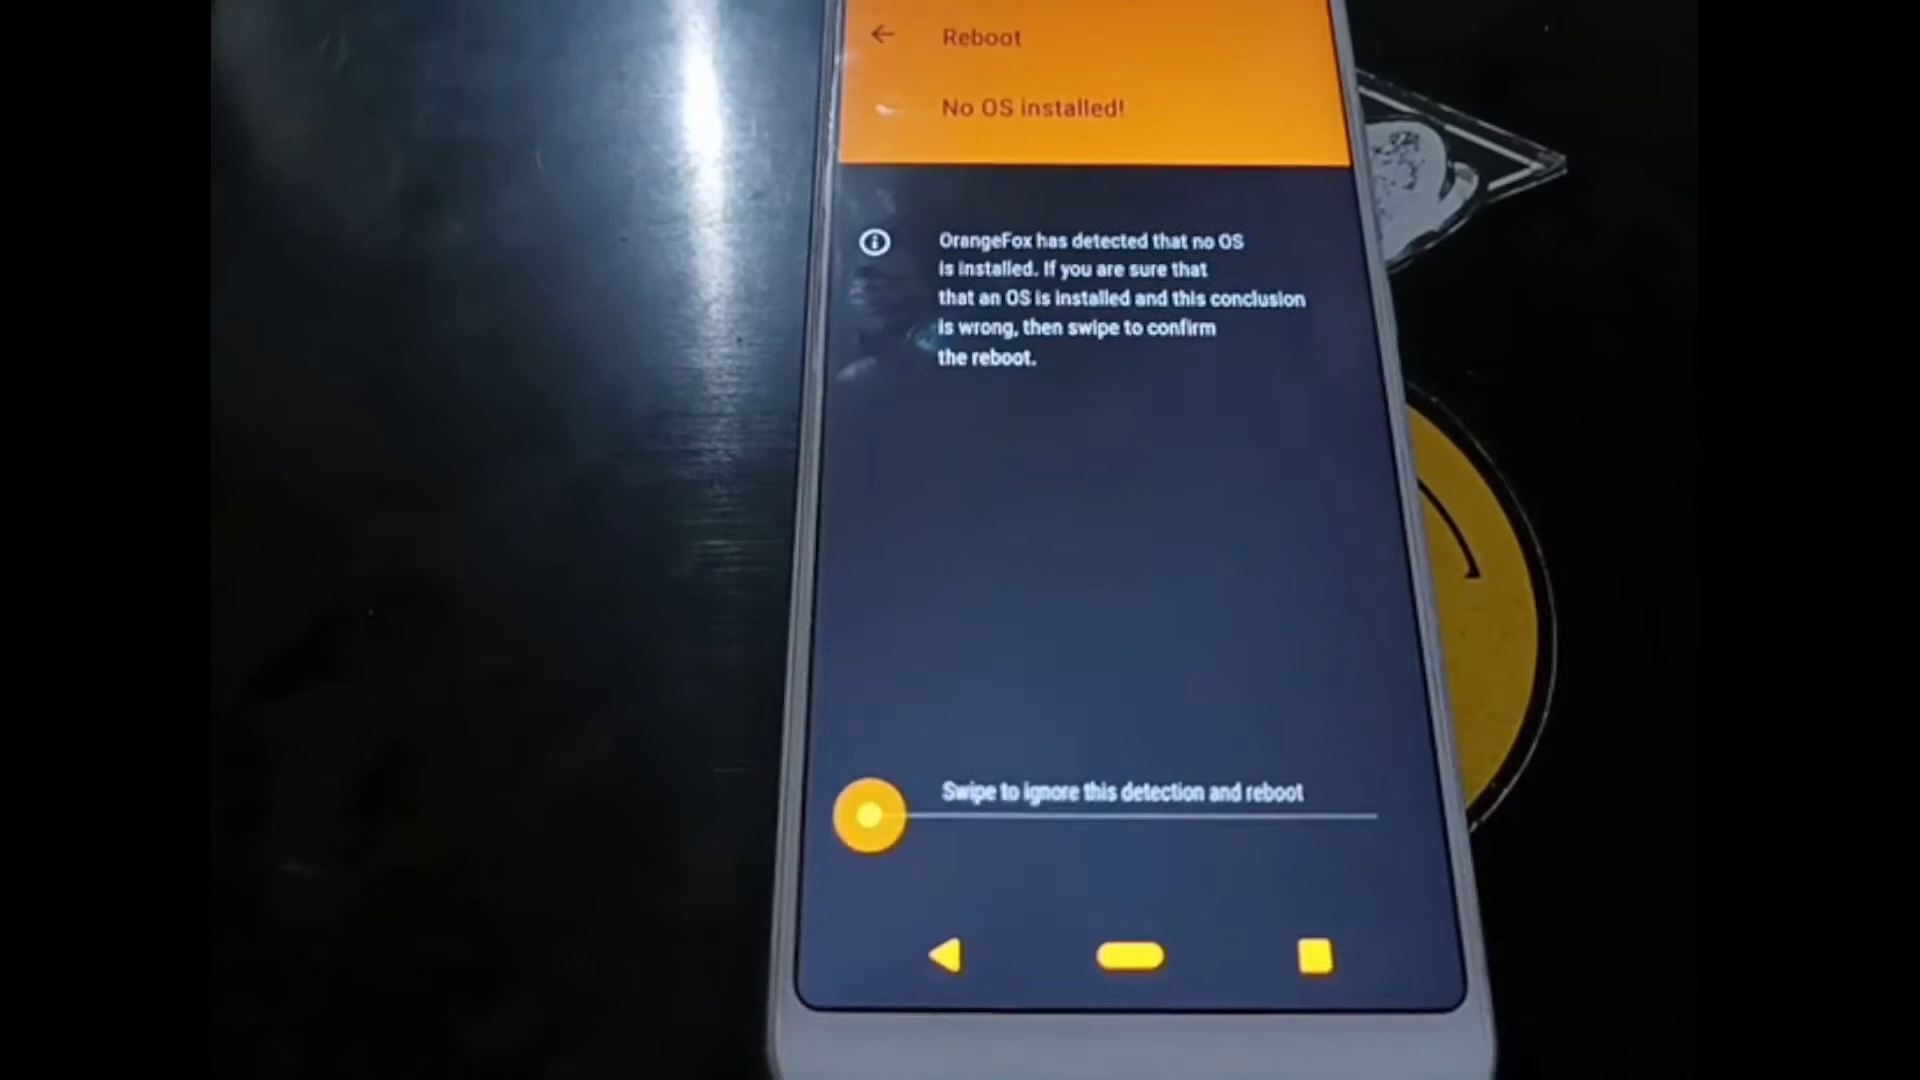 Reboot
No OS installed!
OrangeFox has detected that no OS
is installed. If you are sure that
that an OS is installed and this conclusion
is wrong, then swipe to confirm
the reboot.
Swipe to ignore this detection and reboot